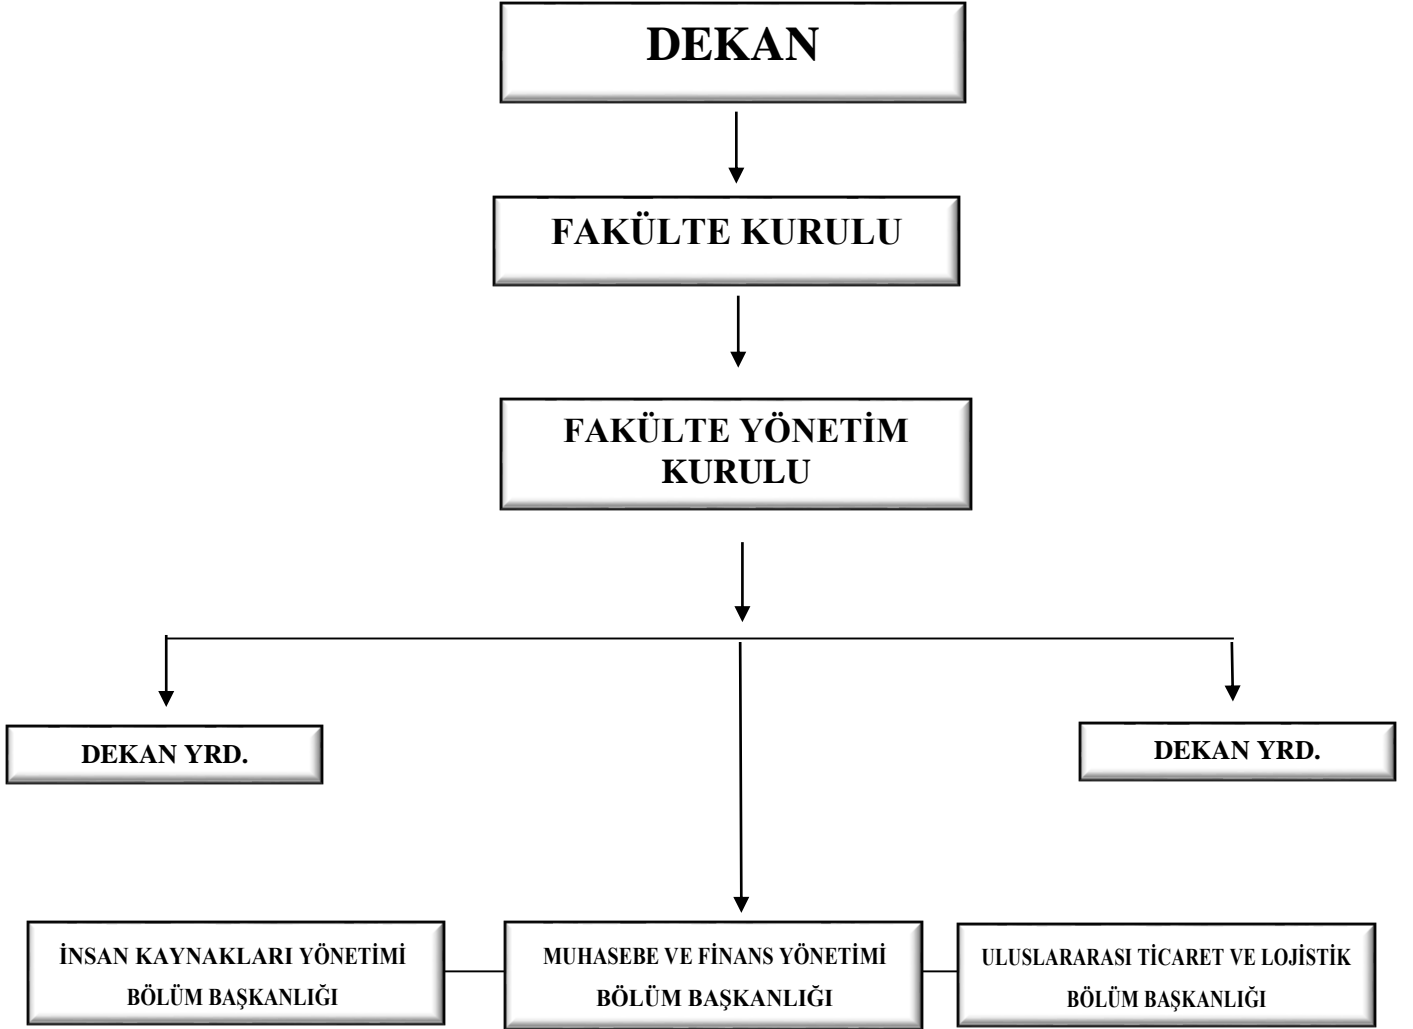 DEKAN
FAKÜLTE KURULU
FAKÜLTE YÖNETİM
KURULU
DEKAN YRD.
DEKAN YRD.
İNSAN KAYNAKLARI YÖNETİMİ
BÖLÜM BAŞKANLIĞI
MUHASEBE VE FİNANS YÖNETİMİ
BÖLÜM BAŞKANLIĞI
ULUSLARARASI TİCARET VE LOJİSTİK
BÖLÜM BAŞKANLIĞI